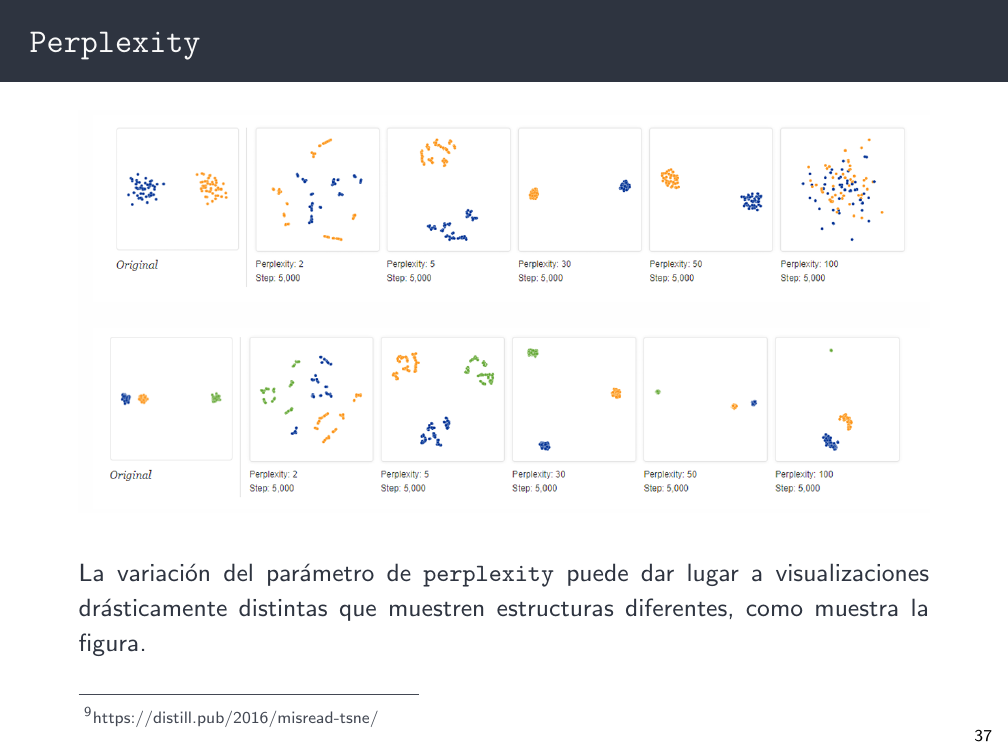 Perplexity
Original
Perplexity: 2
Step: 5,000
Perplexity: 5
Step: 5,000
Perplexity: 30
Step: 5,000
Perplexity: 50
Step: 5,000
Perplexity: 100
Step: 5,000
Original
Perplexity: 2
Step: 5,000
Perplexity: 5
Step: 5,000
Perplexity: 30
Step: 5,000
Perplexity: 50
Step: 5,000
Perplexity: 100
Step: 5,000
La variación del parámetro de perplexity puede dar lugar a visualizaciones
drásticamente distintas que muestren estructuras diferentes, como muestra la
figura.
9https://distill.pub/2016/misread-tsne/
37